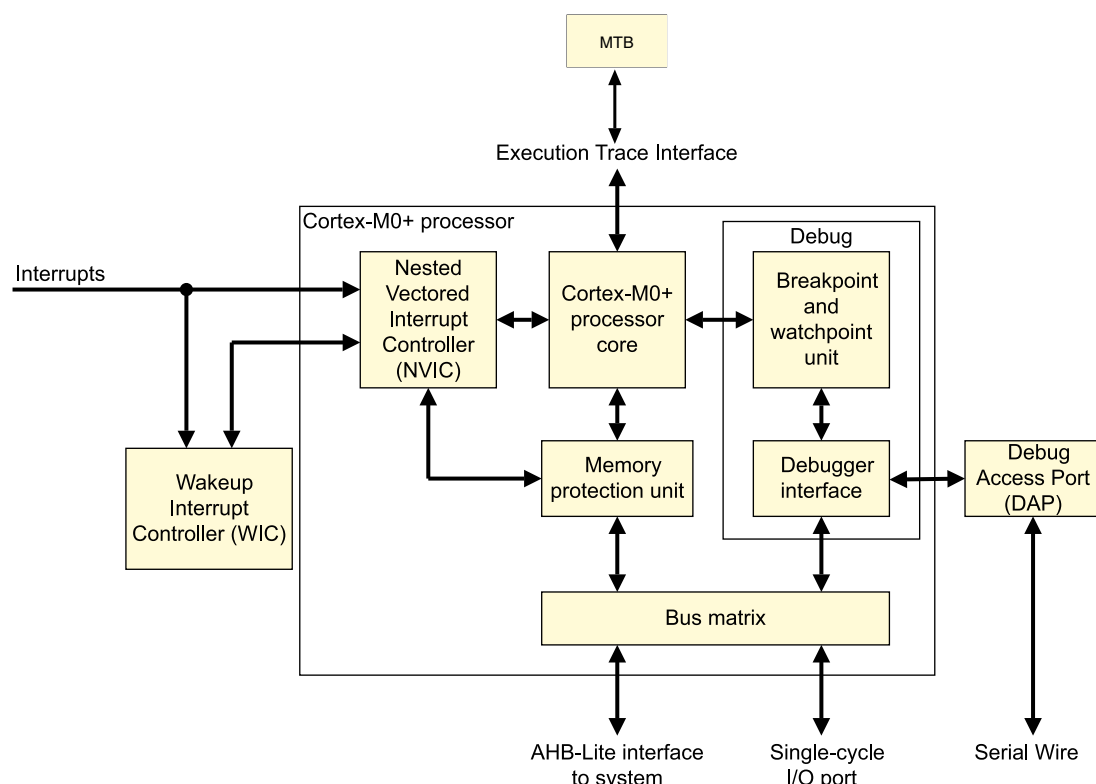 MTB
Execution Trace Interface
Cortex-M0+ processor
Debug
Interrupts
Nested
Vectored
Interrupt
Controller
(NVIC)
Cortex-M0+
processor
core
Breakpoint
and
watchpoint
unit
Wakeup
Interrupt
Controller (WIC)
Memory
protection unit
Debugger
interface
Debug
Access Port
(DAP)
Bus matrix
AHB-Lite interface
to system
Single-cycle
I/O port
Serial Wire